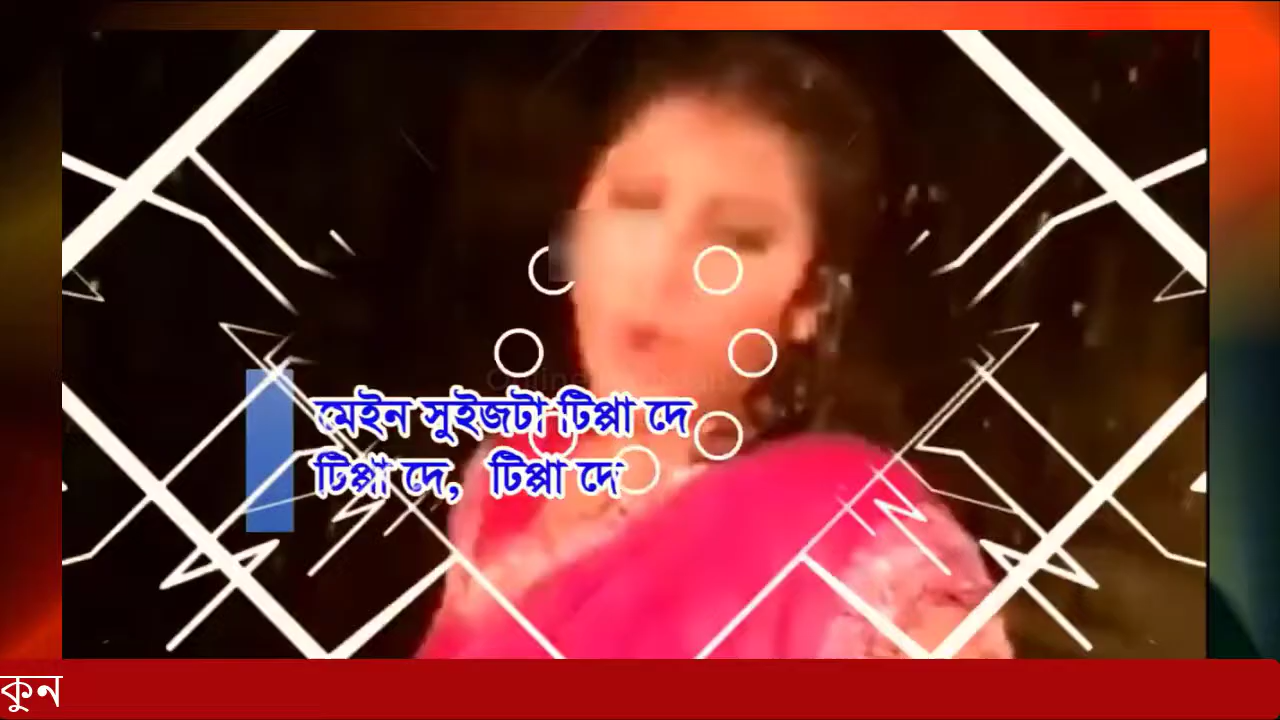 মেইন সুইজটা টিপ্পা দে
টিপ্পা দে, টিপ্পা দে
কুন